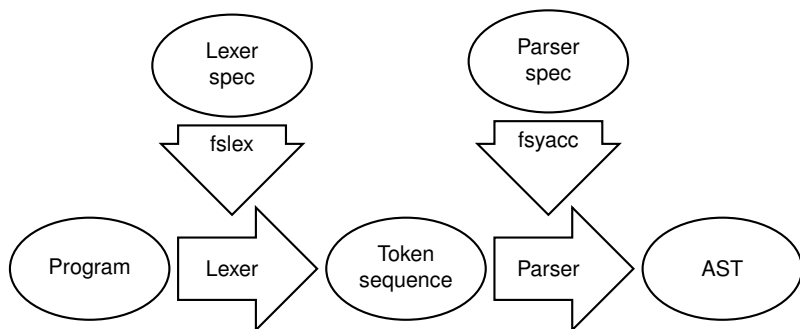 Lexer
spec
Parser
spec
fslex
fsyacc
Program
Lexer
Token
sequence
Parser
AST